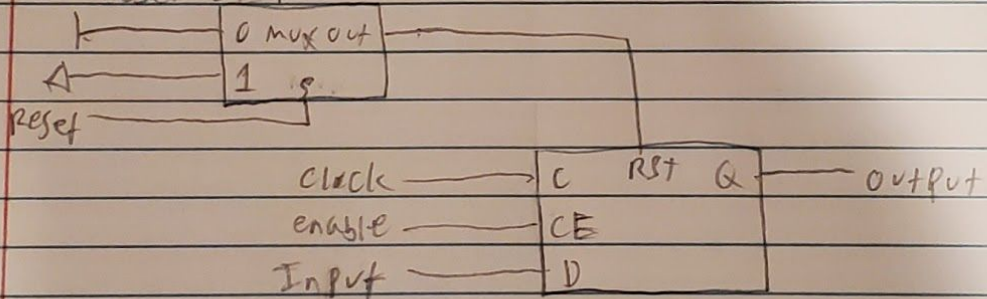 0 mux out
1 s
Reset
Clock C RST Q output
enable CE
Input D